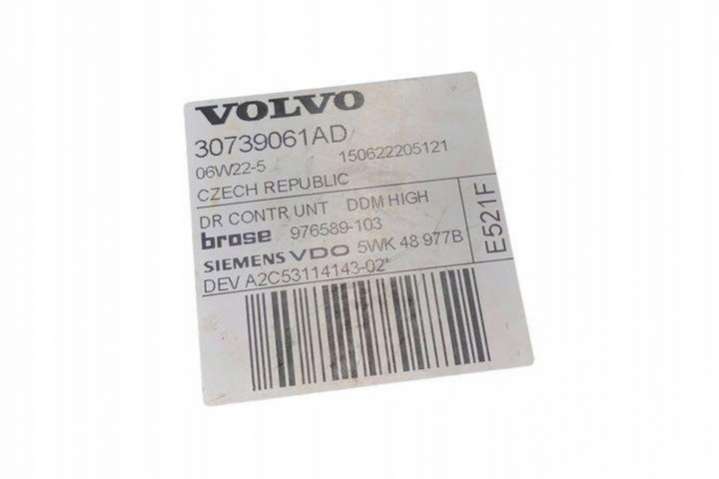 VOLVO
30739061AD
06W22-5 150622205121
CZECH REPUBLIC
DR CONTR UNT DDM HIGH
brose 976589-103
SIEMENS VDO 5WK 48 977B
DEV A2C53114143-02*
E521F